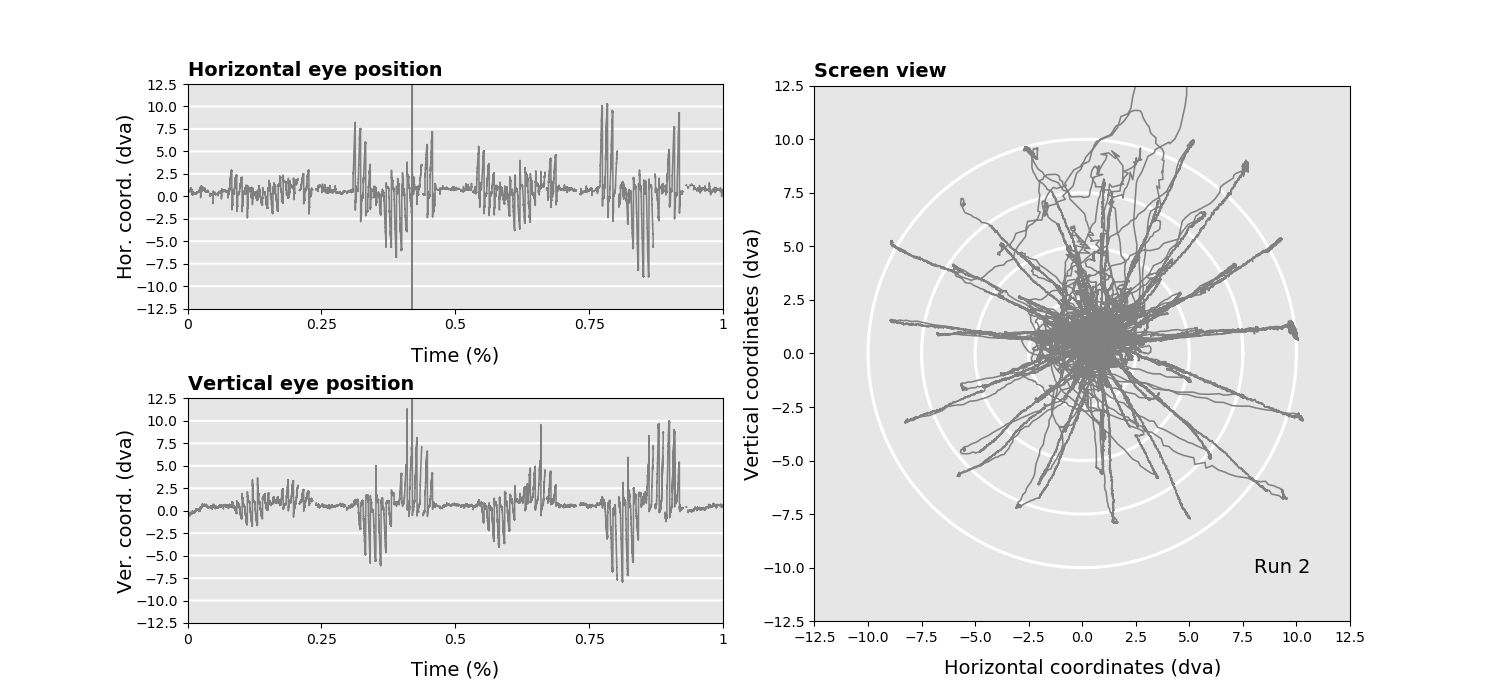 Horizontal eye position
Hor. coord. (dva)
12.5
10.0
7.5
5.0
2.5
0.0
−2.5
−5.0
−7.5
−10.0
−12.5
0 0.25 0.5 0.75 1
Time (%)
Vertical eye position
Ver. coord. (dva)
12.5
10.0
7.5
5.0
2.5
0.0
−2.5
−5.0
−7.5
−10.0
−12.5
0 0.25 0.5 0.75 1
Time (%)
Screen view
Vertical coordinates (dva)
12.5
10.0
7.5
5.0
2.5
0.0
−2.5
−5.0
−7.5
−10.0
−12.5
Run 2
−12.5 −10.0 −7.5 −5.0 −2.5 0.0 2.5 5.0 7.5 10.0 12.5
Horizontal coordinates (dva)